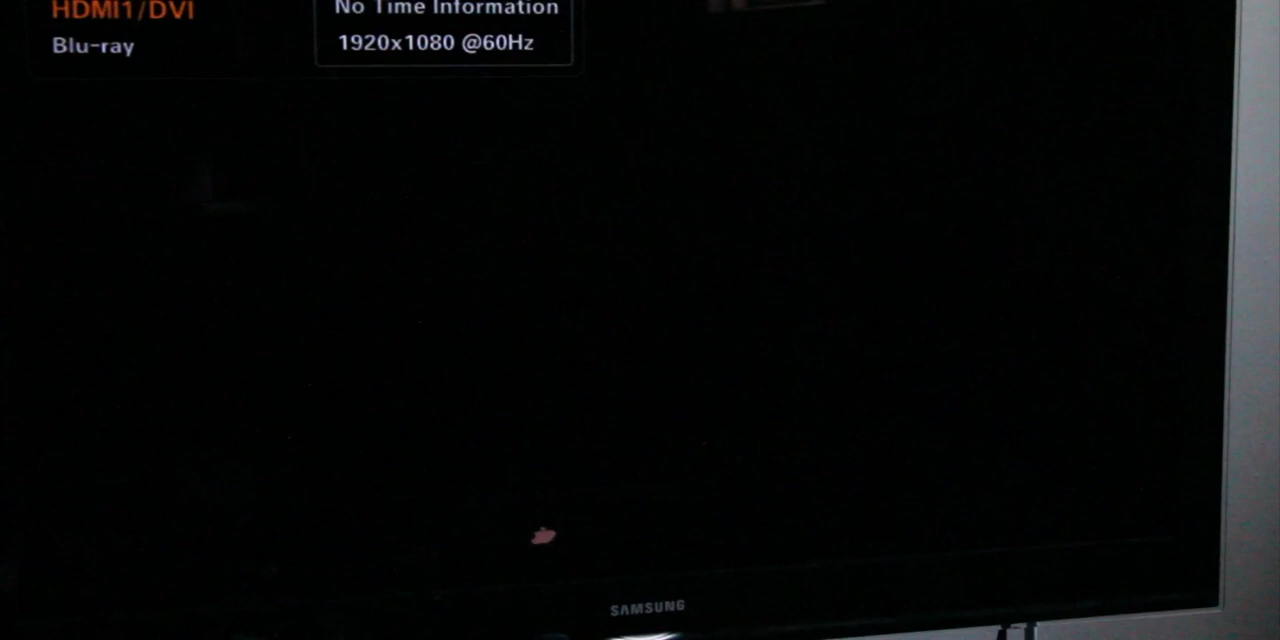 HDMI1/DVI
No Time Information
Blu-ray
1920x1080 @60Hz
SAMSUNG